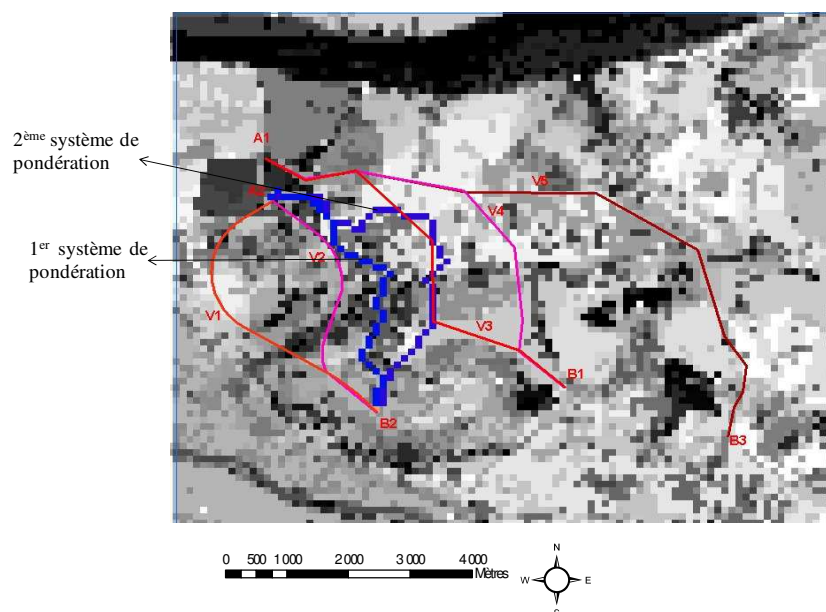 2ème système de
pondération
A1
A2
V5
V4
1er système de
pondération
V2
V1
V3
B1
B2
B3
0 500 1 000 2 000 3 000 4 000
Mètres
N
W E
S